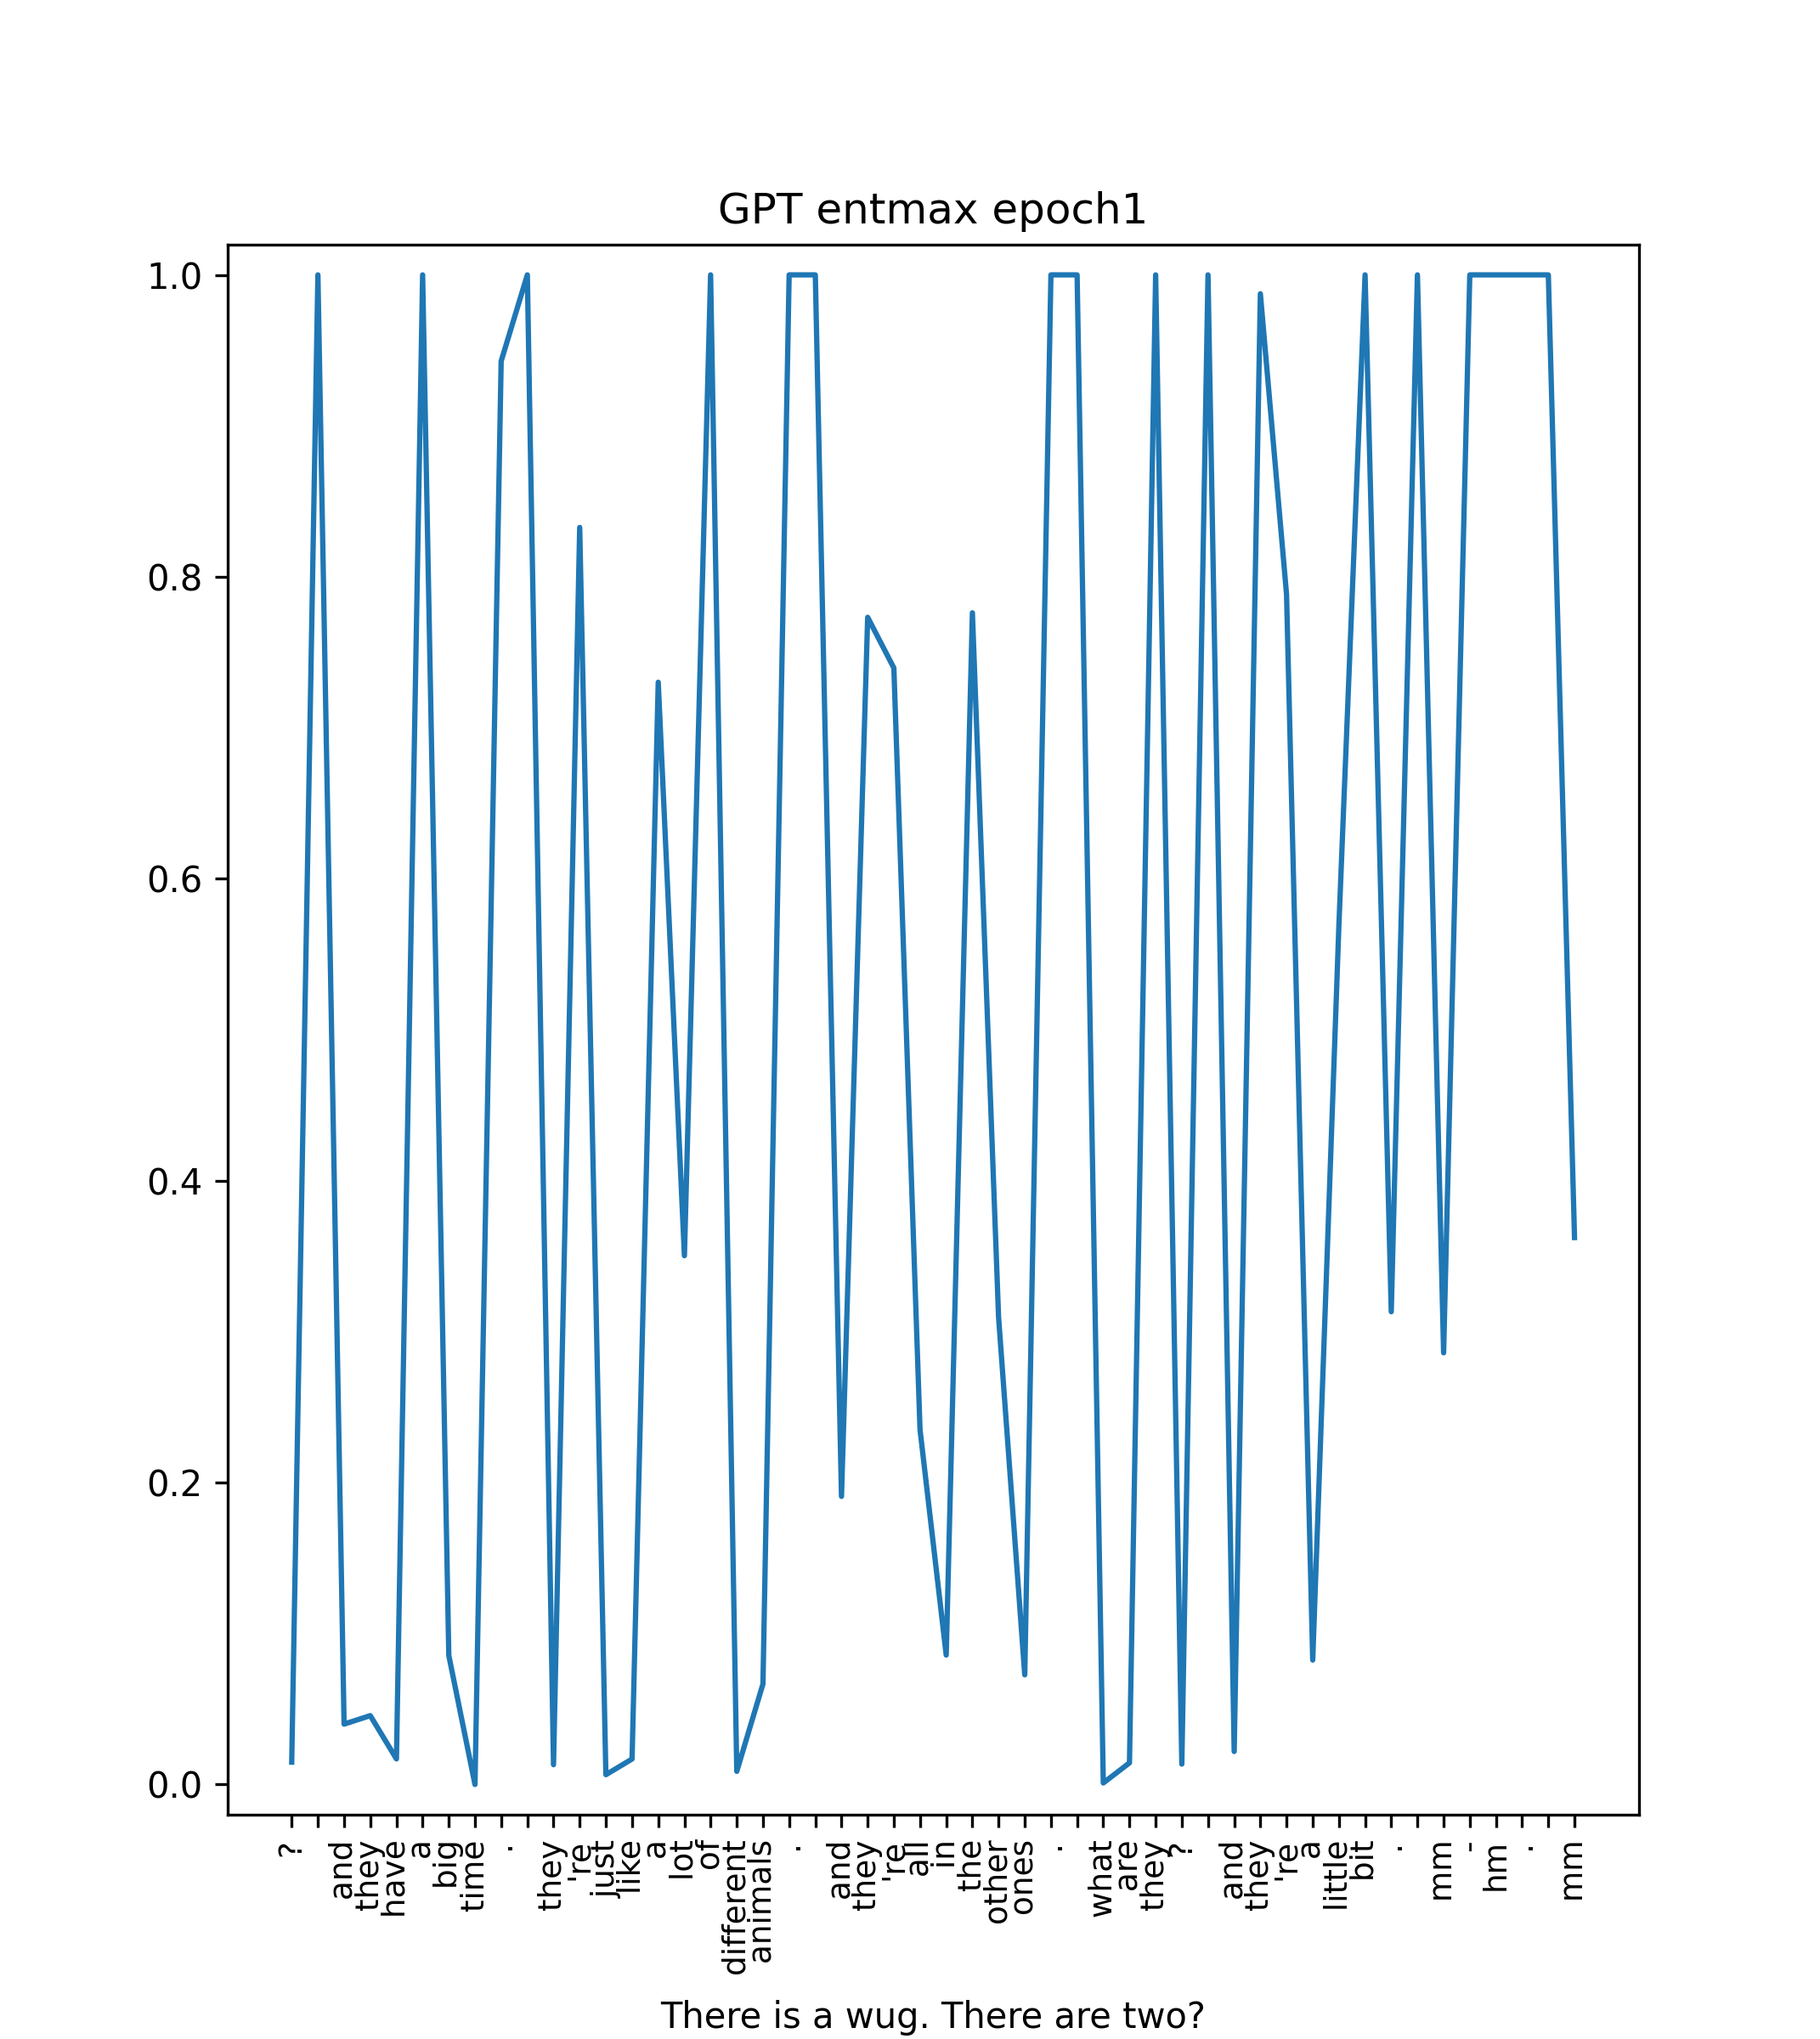 GPT entmax epoch1
1.0
0.8
0.6
0.4
0.2
0.0
?
and
they
have
a
big
time
.
they
're
just
like
a
lot
of
different
animals
.
and
they
're
all
in
the
other
ones
.
what
are
they
?
and
they
're
a
little
bit
.
mm
-
hm
.
mm
There is a wug. There are two?